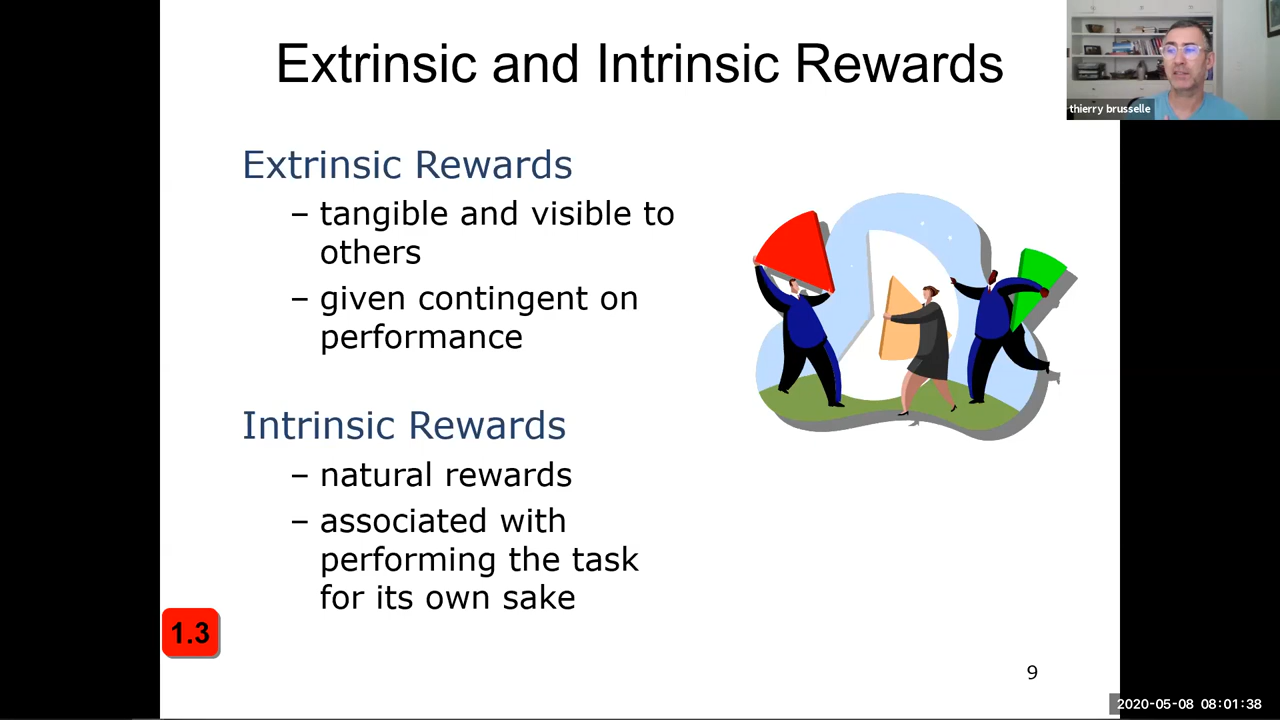 Extrinsic and Intrinsic Rewards
thierry brusselle
Extrinsic Rewards
– tangible and visible to
others
– given contingent on
performance
Intrinsic Rewards
– natural rewards
– associated with
performing the task
for its own sake
1.3
9
2020-05-08 08:01:38